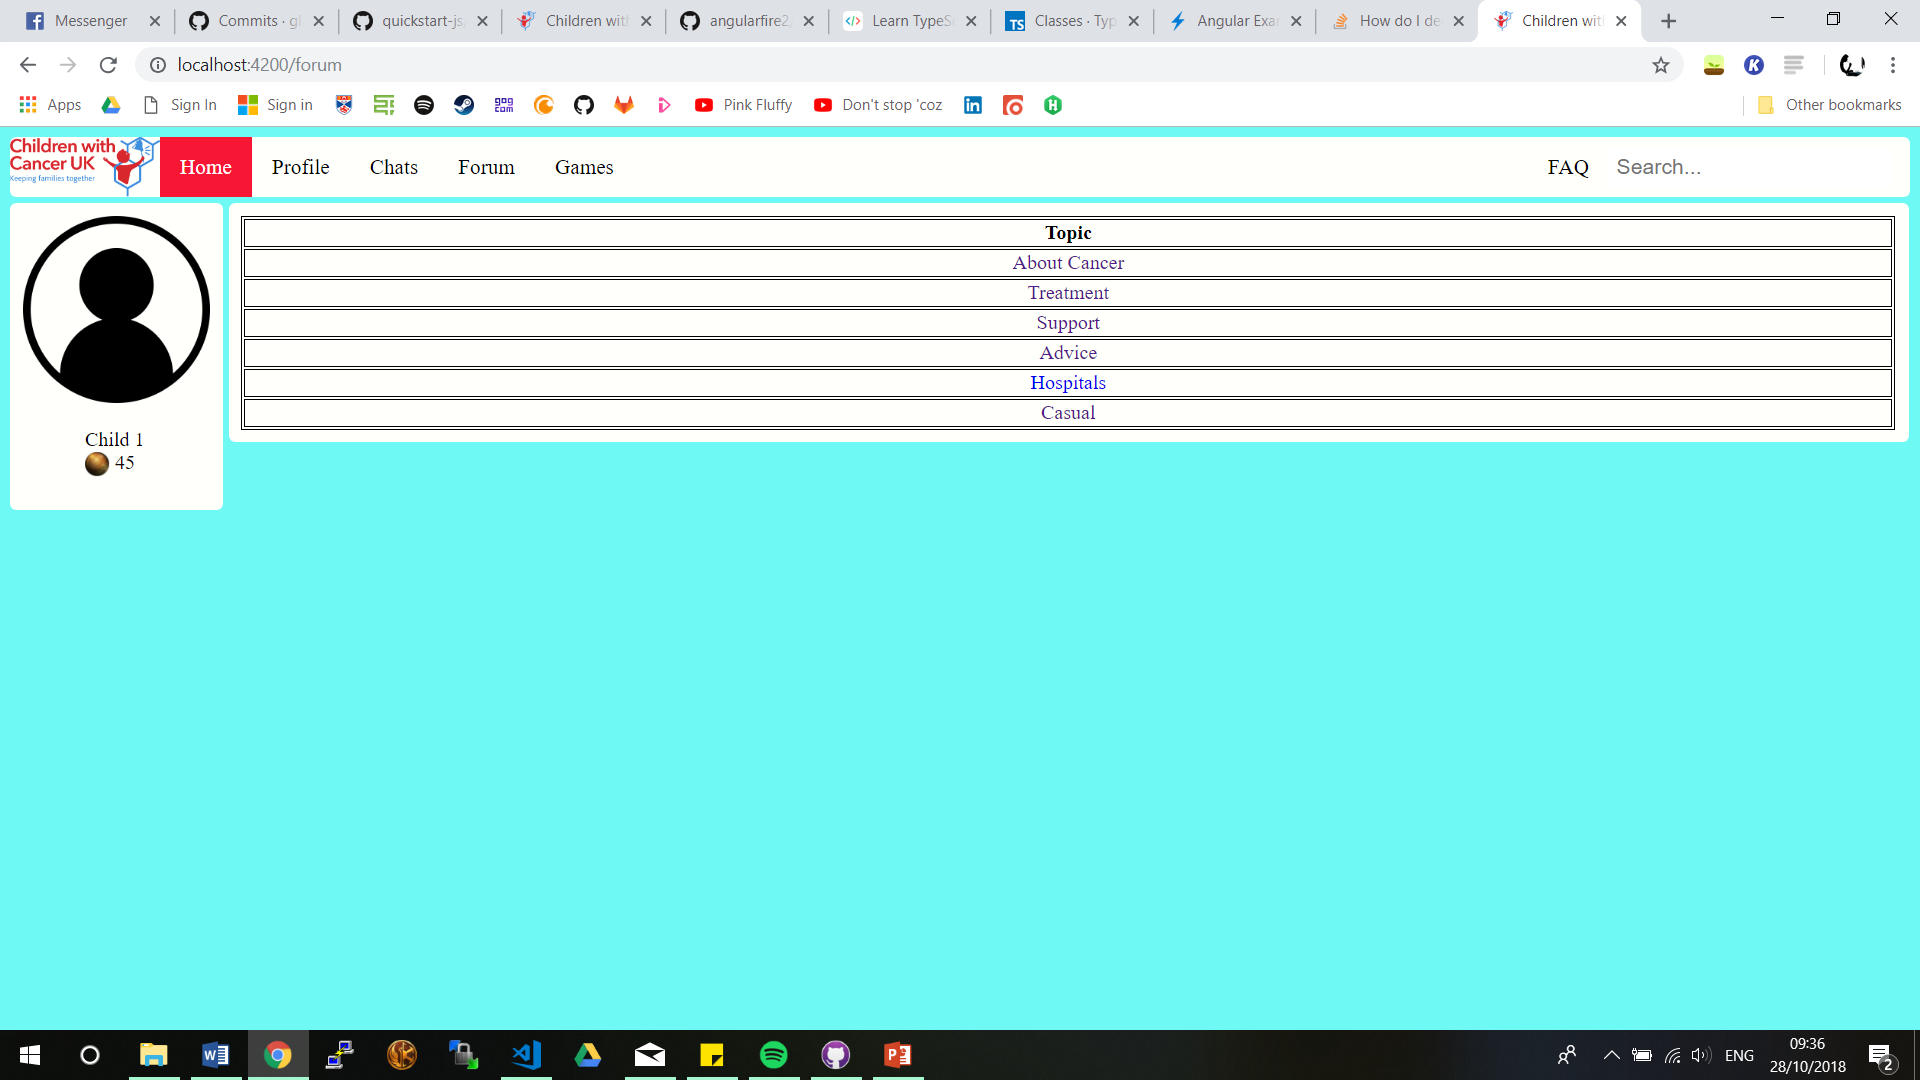 Messenger
Commits · gl
quickstart-js
Children with
angularfire2
Learn TypeS
Classes · Typ
Angular Exa
How do I de
Children with
localhost:4200/forum
Apps
Sign In
Sign in
Pink Fluffy
Don't stop 'coz
Other bookmarks
Children with
Cancer UK
Keeping families together
Home Profile Chats Forum Games FAQ Search...
Topic
About Cancer
Treatment
Support
Advice
Hospitals
Casual
Child 1
45
ENG
09:36
28/10/2018
2